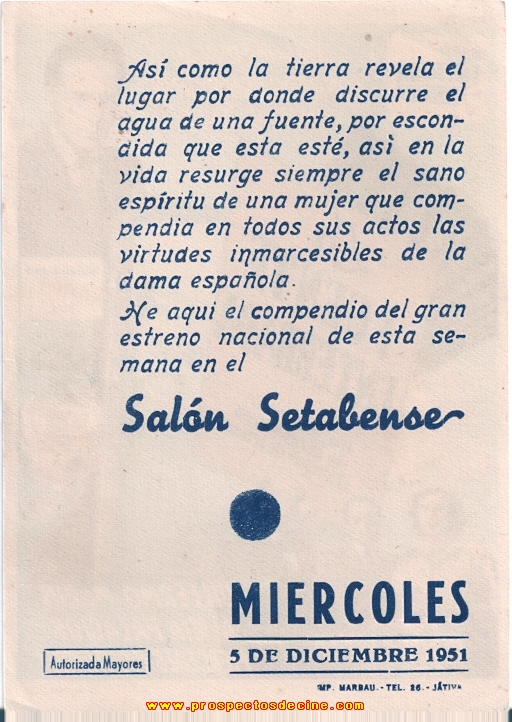 Así como la tierra revela el
lugar por donde discurre el
agua de una fuente, por escon-
dida que esta esté, asì en la
vida resurge siempre el sano
espíritu de una mujer que com-
pendia en todos sus actos las
virtudes inmarcesibles de la
dama española.
He aqui el compendio del gran
estreno nacional de esta se-
mana en el
Salón Setabense
MIERCOLES
5 DE DICIEMBRE 1951
Autorizada Mayores
IMP. MARBAU.- TEL. 26. - JÁTIVA
www.prospectosdecine.com